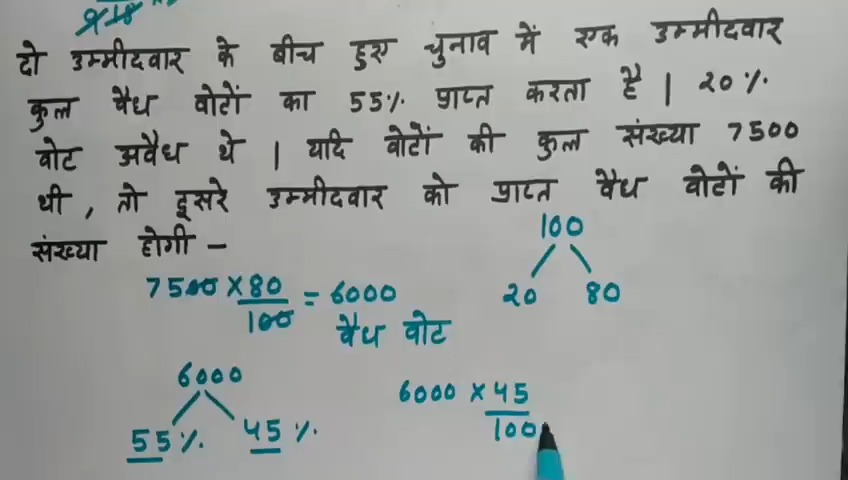 दो उम्मीदवार के बीच हुए चुनाव में एक उम्मीदवार
कुल वैध वोटों का 55% प्राप्त करता है | 20%
वोट अवैध थे | यदि वोटों की कुल संख्या 7500
थी, तो दूसरे उम्मीदवार को प्राप्त वैध वोटों की
संख्या होगी –
100
20 80
7500 × 80/100 = 6000
वैध वोट
6000
55% 45%
6000 × 45/100